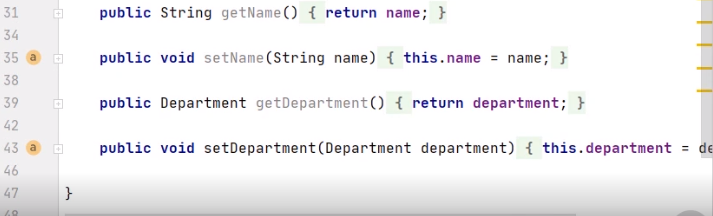 31 public String getName() { return name; }
34
35 a public void setName(String name) { this.name = name; }
38
39 public Department getDepartment() { return department; }
42
43 a public void setDepartment(Department department) { this.department = de
46
47 }
48